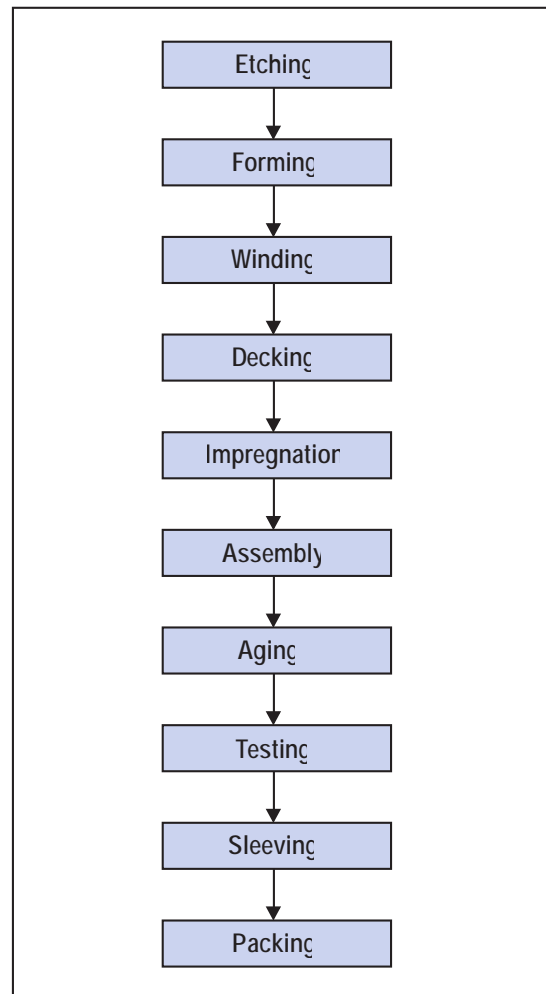 Etching
Forming
Winding
Decking
Impregnation
Assembly
Aging
Testing
Sleeving
Packing